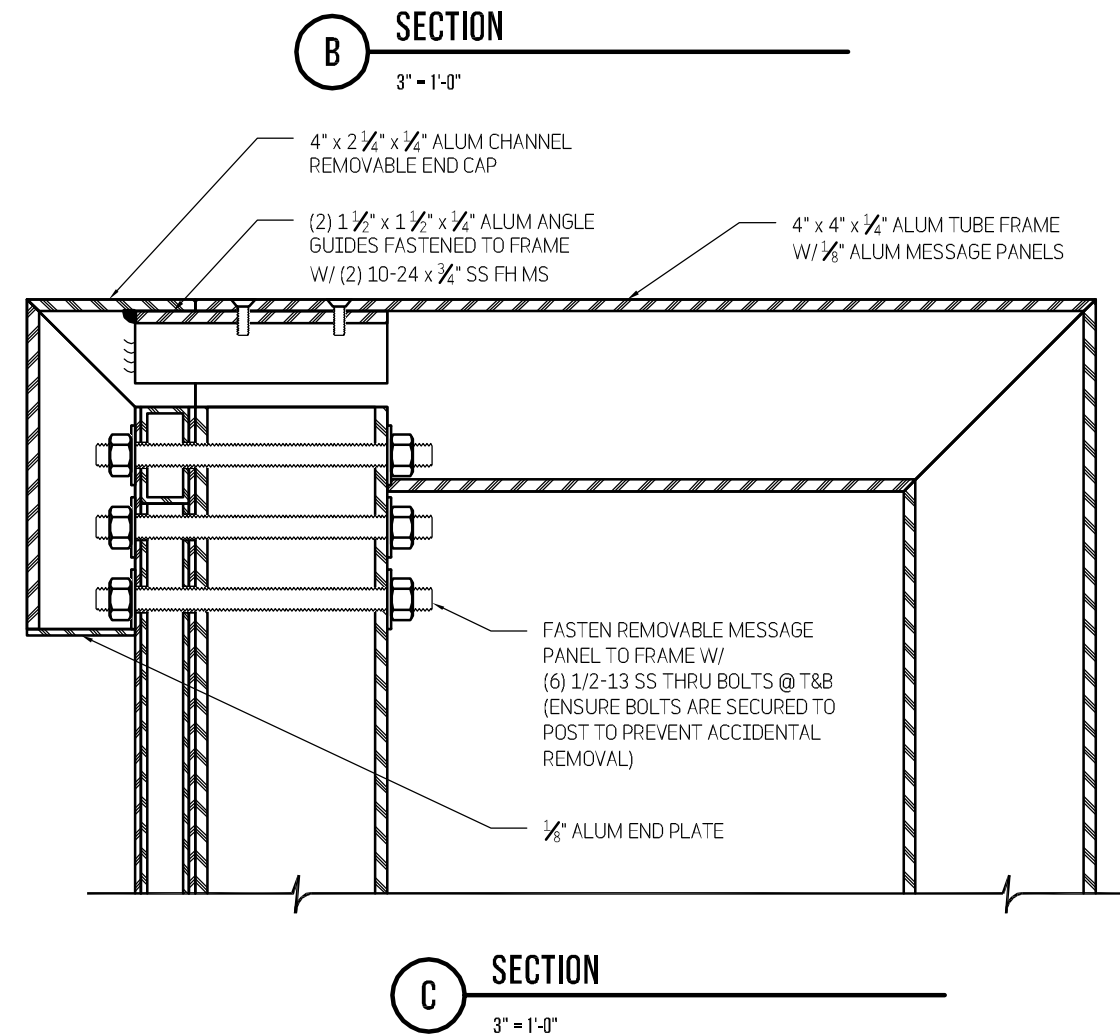 B
SECTION
3" = 1'-0"
4" x 2 1/4" x 1/4" ALUM CHANNEL
REMOVABLE END CAP
(2) 1 1/2" x 1 1/2" x 1/4" ALUM ANGLE
GUIDES FASTENED TO FRAME
W/ (2) 10-24 x 3/4" SS FH MS
4" x 4" x 1/4" ALUM TUBE FRAME
W/ 1/8" ALUM MESSAGE PANELS
FASTEN REMOVABLE MESSAGE
PANEL TO FRAME W/
(6) 1/2-13 SS THRU BOLTS @ T&B
(ENSURE BOLTS ARE SECURED TO
POST TO PREVENT ACCIDENTAL
REMOVAL)
1/8" ALUM END PLATE
C
SECTION
3" = 1'-0"